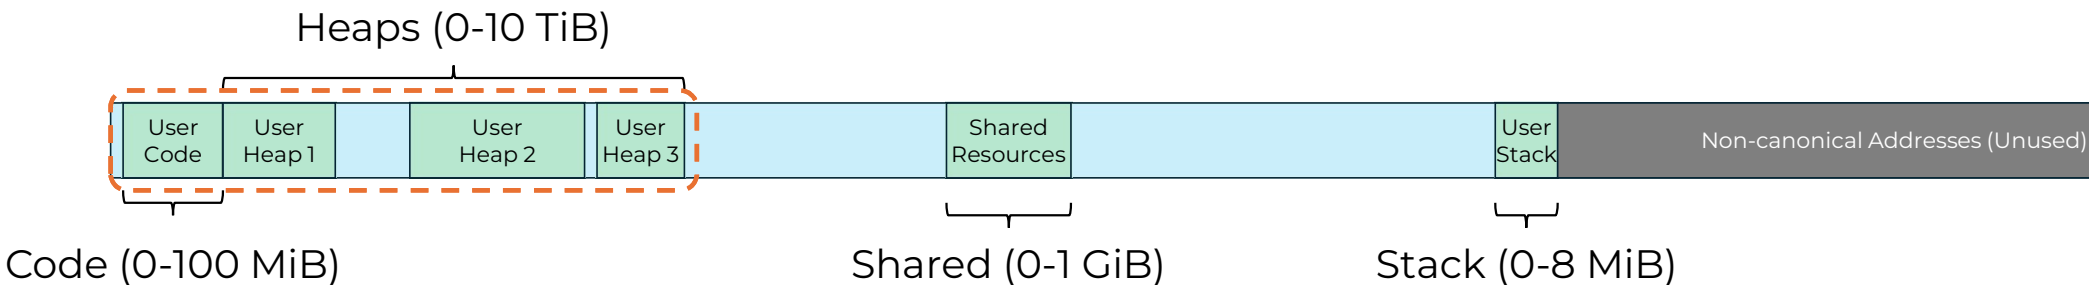 Heaps (0-10 TiB)
User
Code
User
Heap 1
User
Heap 2
User
Heap 3
Shared
Resources
User
Stack
Non-canonical Addresses (Unused)
Code (0-100 MiB)
Shared (0-1 GiB)
Stack (0-8 MiB)